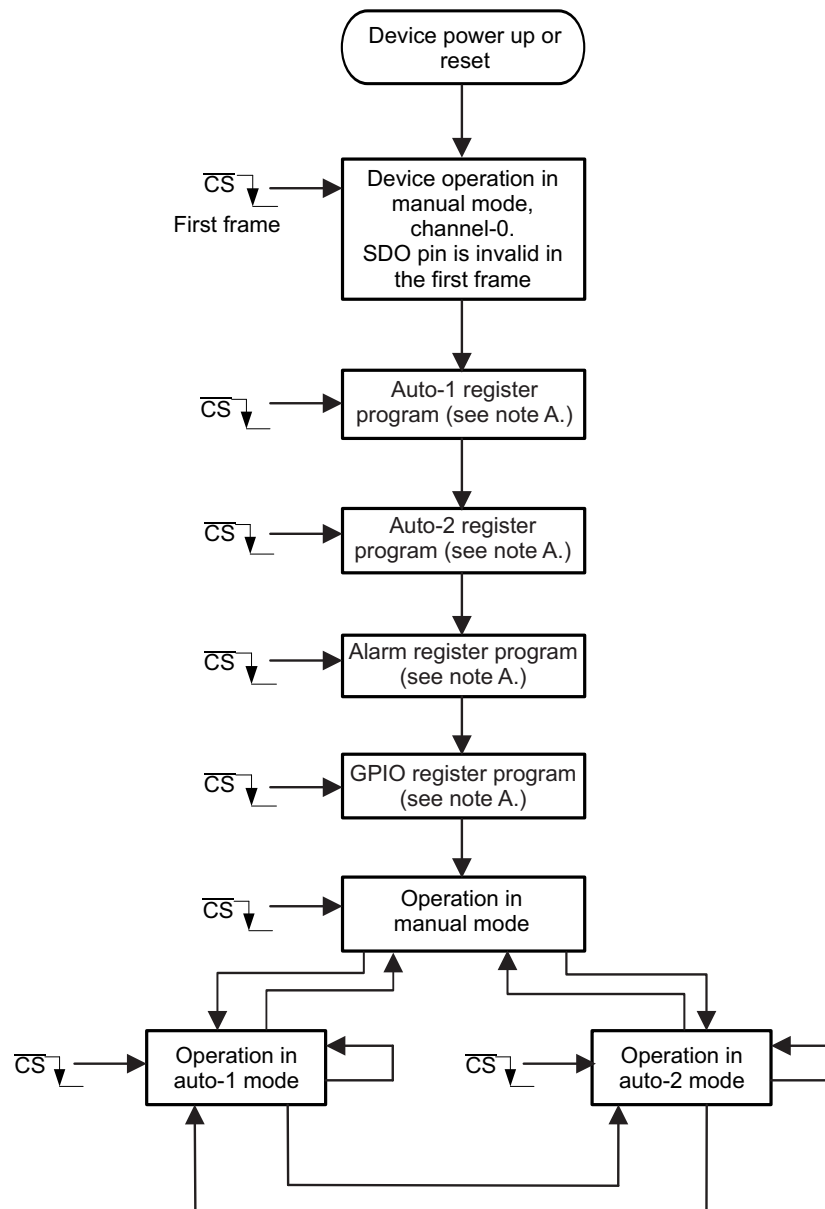 Device power up or
reset
CS
First frame
Device operation in
manual mode,
channel-0.
SDO pin is invalid in
the first frame
CS
Auto-1 register
program (see note A.)
CS
Auto-2 register
program (see note A.)
CS
Alarm register program
(see note A.)
CS
GPIO register program
(see note A.)
CS
Operation in
manual mode
CS
Operation in
auto-1 mode
CS
Operation in
auto-2 mode